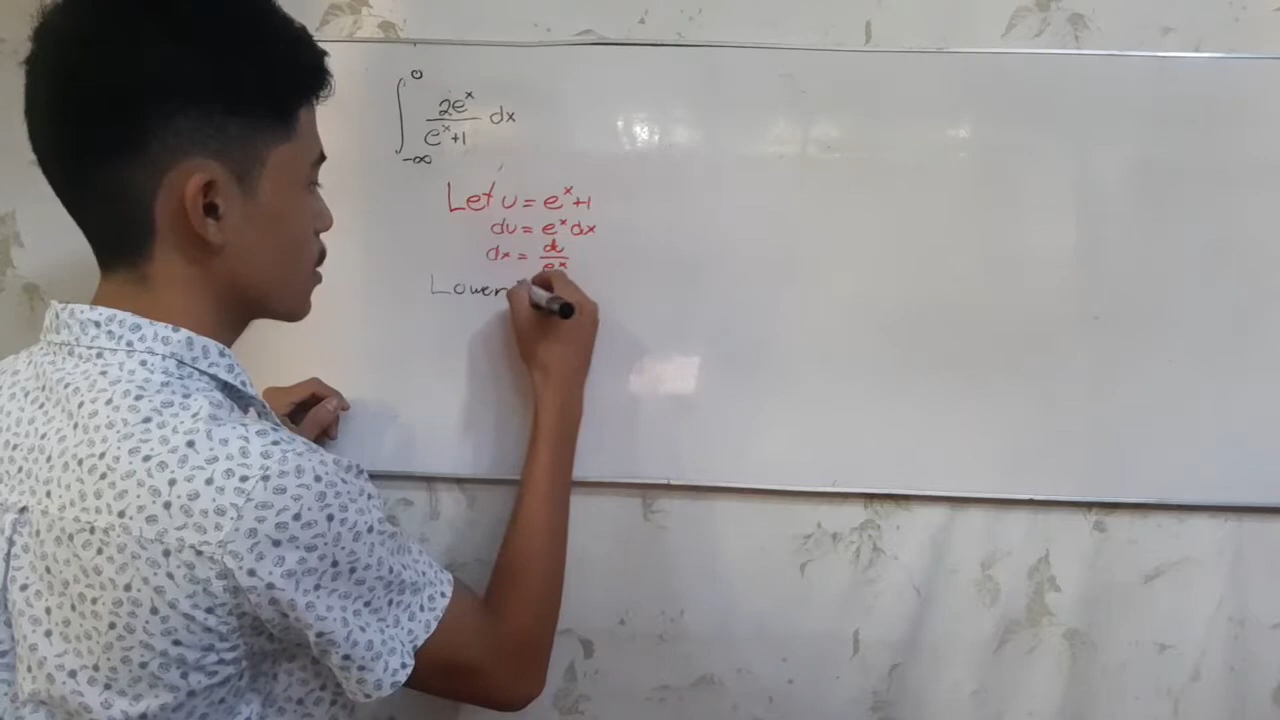 ∫_{-∞}^{0} 2e^x/(e^x+1) dx
Let u = e^x+1
du = e^x dx
dx = du/e^x
Lower